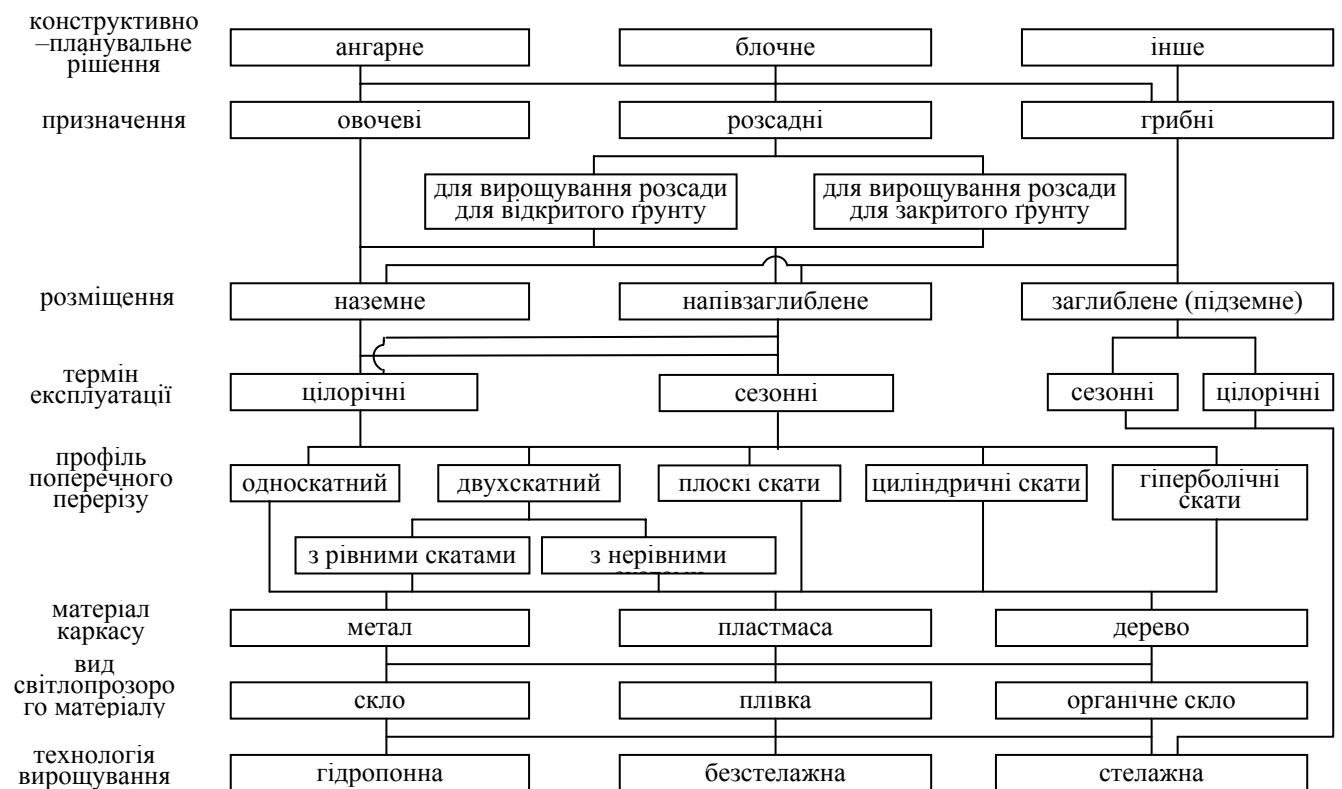 конструктивно
–планувальне
рішення
ангарне
блочне
інше
призначення
овочеві
розсадні
грибні
для вирощування розсади
для відкритого ґрунту
для вирощування розсади
для закритого ґрунту
розміщення
наземне
напівзаглиблене
заглиблене (підземне)
термін
експлуатації
цілорічні
сезонні
сезонні
цілорічні
профіль
поперечного
перерізу
односкатний
двухскатний
плоскі скати
циліндричні скати
гіперболічні
скати
з рівними скатами
з нерівними
матеріал
каркасу
метал
пластмаса
дерево
вид
світлопрозоро
го матеріалу
скло
плівка
органічне скло
технологія
вирощування
гідропонна
безстелажна
стелажна